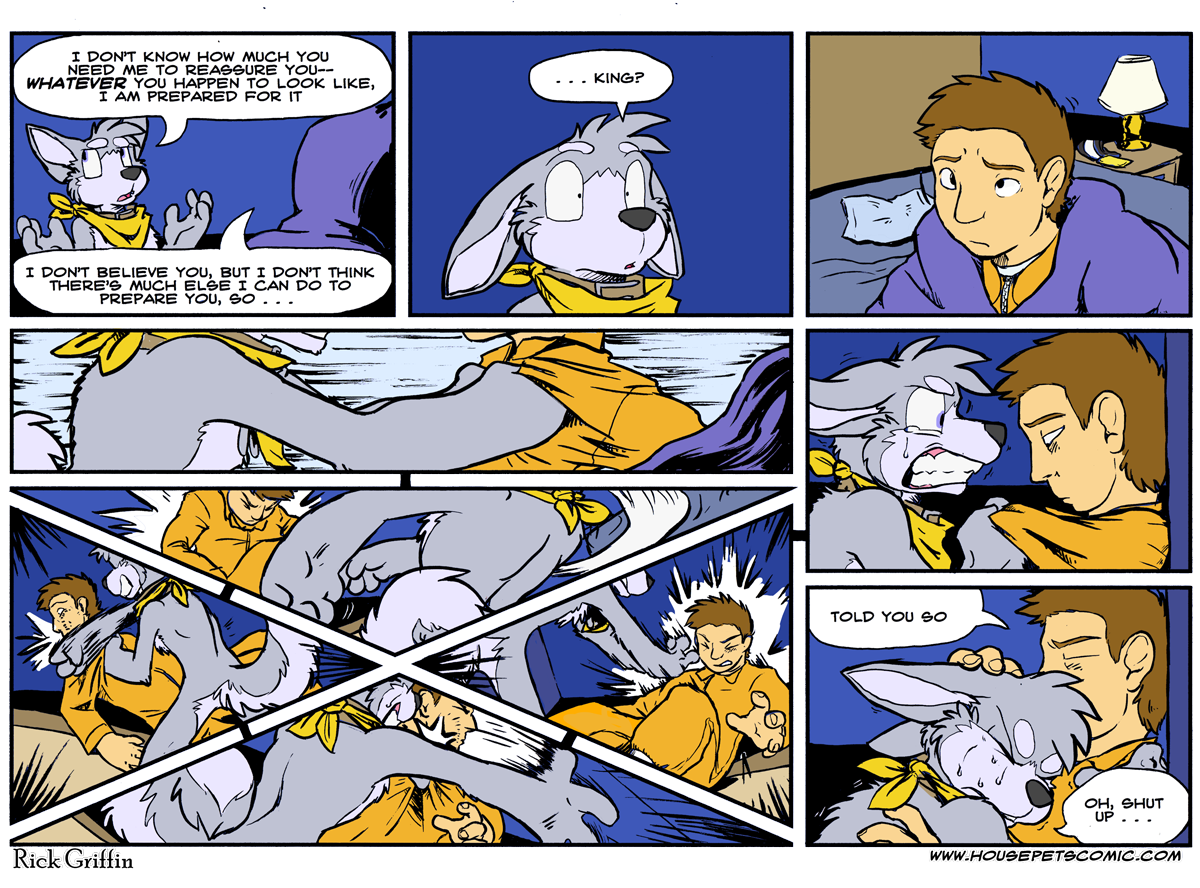 I DON'T KNOW HOW MUCH YOU
NEED ME TO REASSURE YOU--
WHATEVER YOU HAPPEN TO LOOK LIKE,
I AM PREPARED FOR IT
I DON'T BELIEVE YOU, BUT I DON'T THINK
THERE'S MUCH ELSE I CAN DO TO
PREPARE YOU, SO . . .
. . . KING?
TOLD YOU SO
OH, SHUT
UP . . .
Rick Griffin
WWW.HOUSEPETSCOMIC.COM